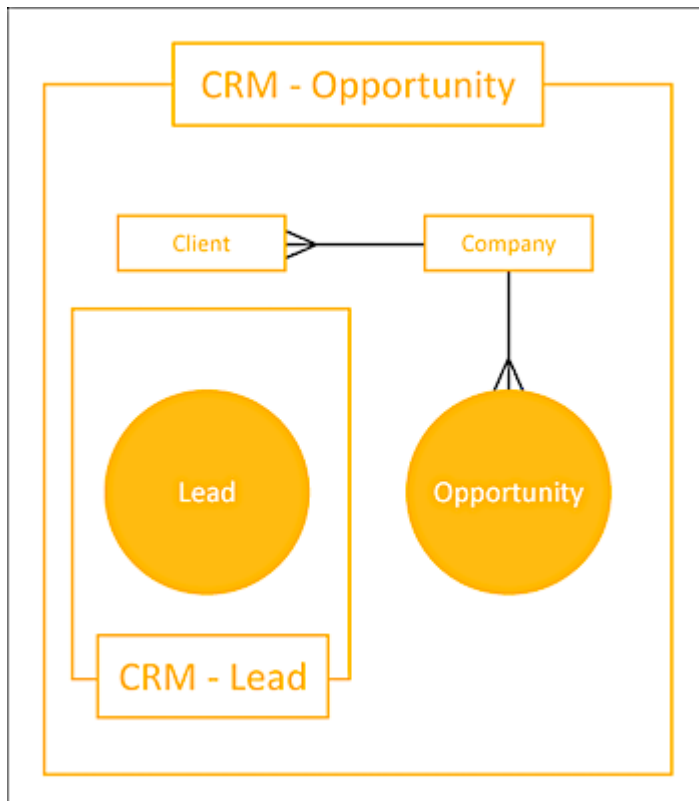 CRM - Opportunity
Client
Company
Lead
Opportunity
CRM - Lead